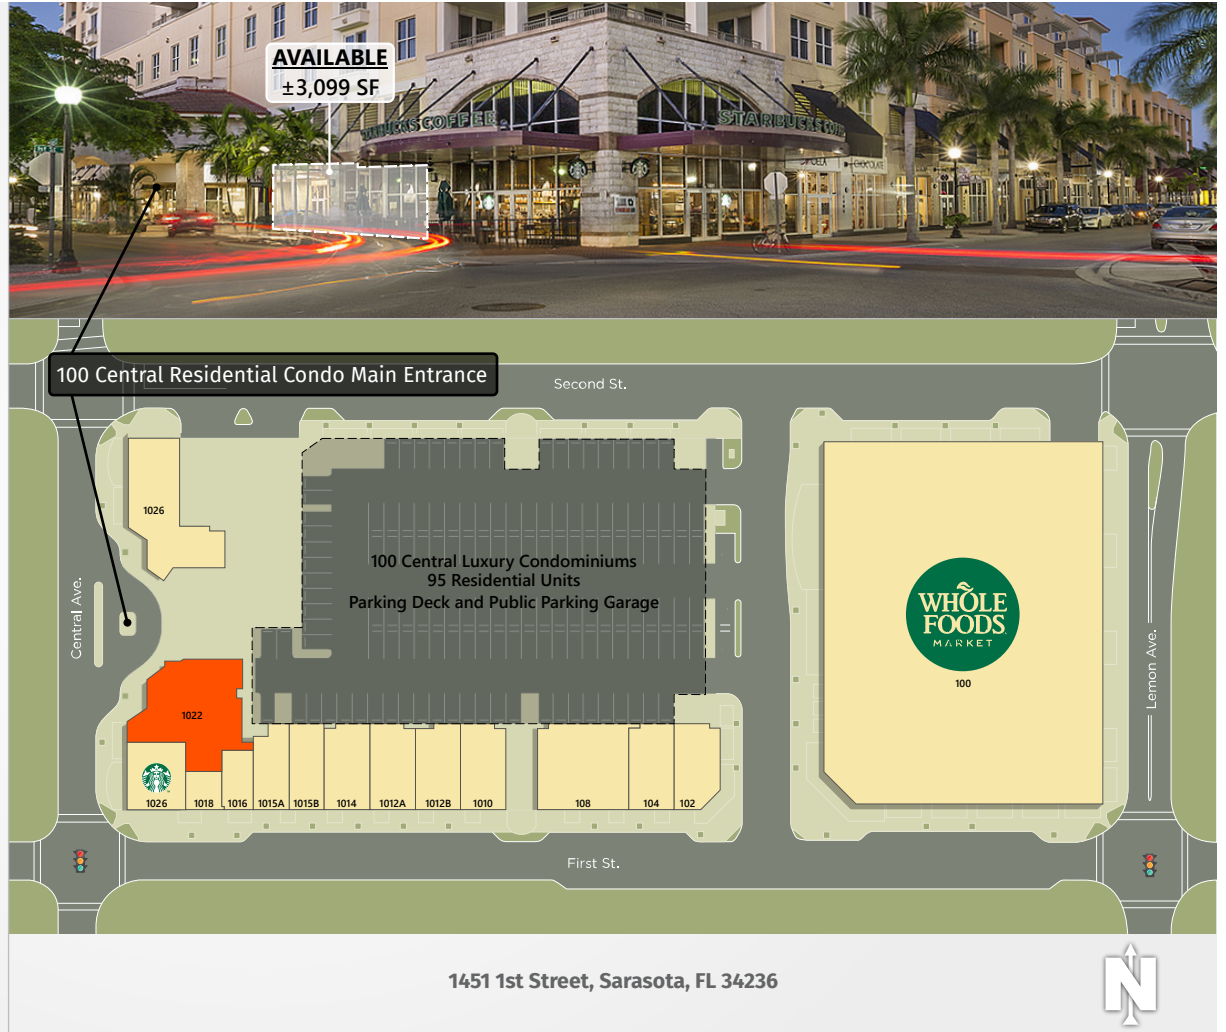 AVAILABLE
±3,099 SF
STARBUCKS COFFEE
STARBUCKS COFFEE
CHOCOLATE
100 Central Residential Condo Main Entrance
Second St.
1026
100 Central Luxury Condominiums
95 Residential Units
Parking Deck and Public Parking Garage
Central Ave.
WHOLE
FOODS
MARKET
100
Lemon Ave.
1022
1026
1018
1016
1015A
1015B
1014
1012A
1012B
1010
108
104
102
First St.
1451 1st Street, Sarasota, FL 34236
N